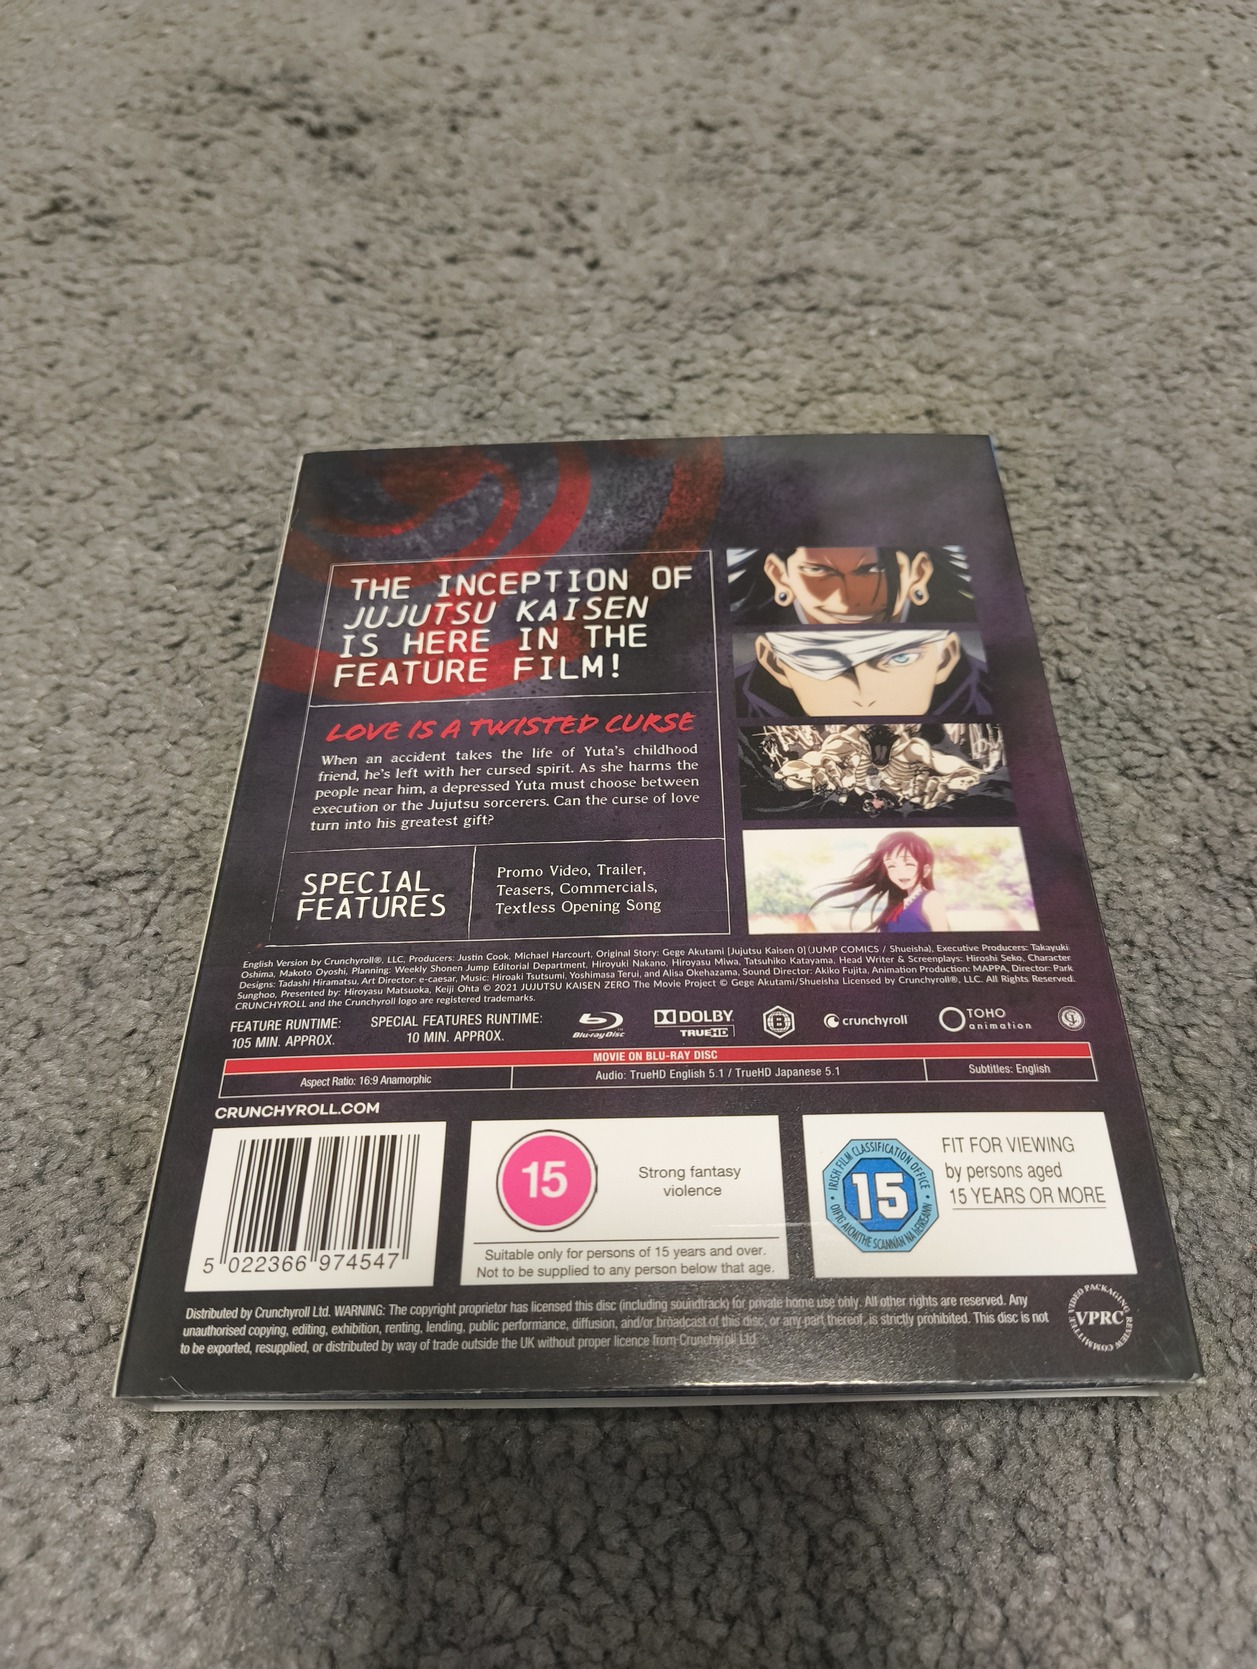 THE INCEPTION OF
JUJUTSU KAISEN
IS HERE IN THE
FEATURE FILM!
LOVE IS A TWISTED CURSE
When an accident takes the life of Yuta's childhood
friend, he's left with her cursed spirit. As she harms the
people near him, a depressed Yuta must choose between
execution or the Jujutsu sorcerers. Can the curse of love
turn into his greatest gift?
SPECIAL
FEATURES
Promo Video, Trailer,
Teasers, Commercials,
Textless Opening Song
English Version by Crunchyroll®, LLC, Producers: Justin Cook, Michael Harcourt, Original Story: Gege Akutami [Jujutsu Kaisen 0] (JUMP COMICS / Shueisha), Executive Producers: Takayuki
Oshima, Makoto Oyoshi, Planning: Weekly Shonen Jump Editorial Department, Hiroyuki Nakano, Hiroyasu Miwa, Tatsuhiko Katayama, Head Writer & Screenplays: Hiroshi Seko, Character
Designs: Tadashi Hiramatsu, Art Director: e-caesar, Music: Hiroaki Tsutsumi, Yoshimasa Terui, and Alisa Okehazama, Sound Director: Akiko Fujita, Animation Production: MAPPA, Director: Park
Sunghoo, Presented by: Hiroyasu Matsuoka, Keiji Ohta © 2021 JUJUTSU KAISEN ZERO The Movie Project © Gege Akutami/Shueisha Licensed by Crunchyroll®, LLC. All Rights Reserved.
CRUNCHYROLL and the Crunchyroll logo are registered trademarks.
FEATURE RUNTIME:
105 MIN. APPROX.
SPECIAL FEATURES RUNTIME:
10 MIN. APPROX.
Blu-ray Disc
DOLBY
TRUEHD
B
crunchyroll
TOHO
animation
MOVIE ON BLU-RAY DISC
Aspect Ratio: 16:9 Anamorphic
Audio: TrueHD English 5.1 / TrueHD Japanese 5.1
Subtitles: English
CRUNCHYROLL.COM
5 022366 974547
15
Strong fantasy
violence
Suitable only for persons of 15 years and over.
Not to be supplied to any person below that age.
IRISH FILM CLASSIFICATION OFFICE
15
OIFIG AICMITHE SCANNÁN NA hÉIREANN
FIT FOR VIEWING
by persons aged
15 YEARS OR MORE
Distributed by Crunchyroll Ltd. WARNING: The copyright proprietor has licensed this disc (including soundtrack) for private home use only. All other rights are reserved. Any
unauthorised copying, editing, exhibition, renting, lending, public performance, diffusion, and/or broadcast of this disc, or any part thereof, is strictly prohibited. This disc is not
to be exported, resupplied, or distributed by way of trade outside the UK without proper licence from Crunchyroll Ltd.
VIDEO PACKAGING
VPRC
REVIEW COMMITTEE